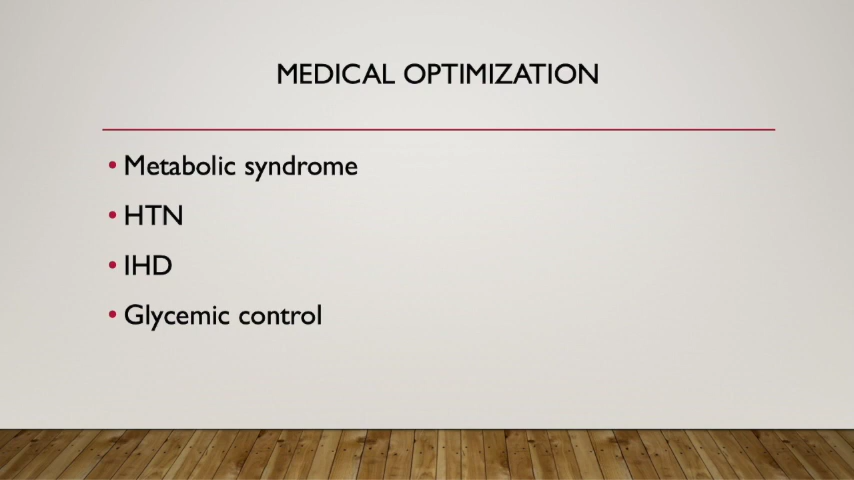 MEDICAL OPTIMIZATION
• Metabolic syndrome
• HTN
• IHD
• Glycemic control